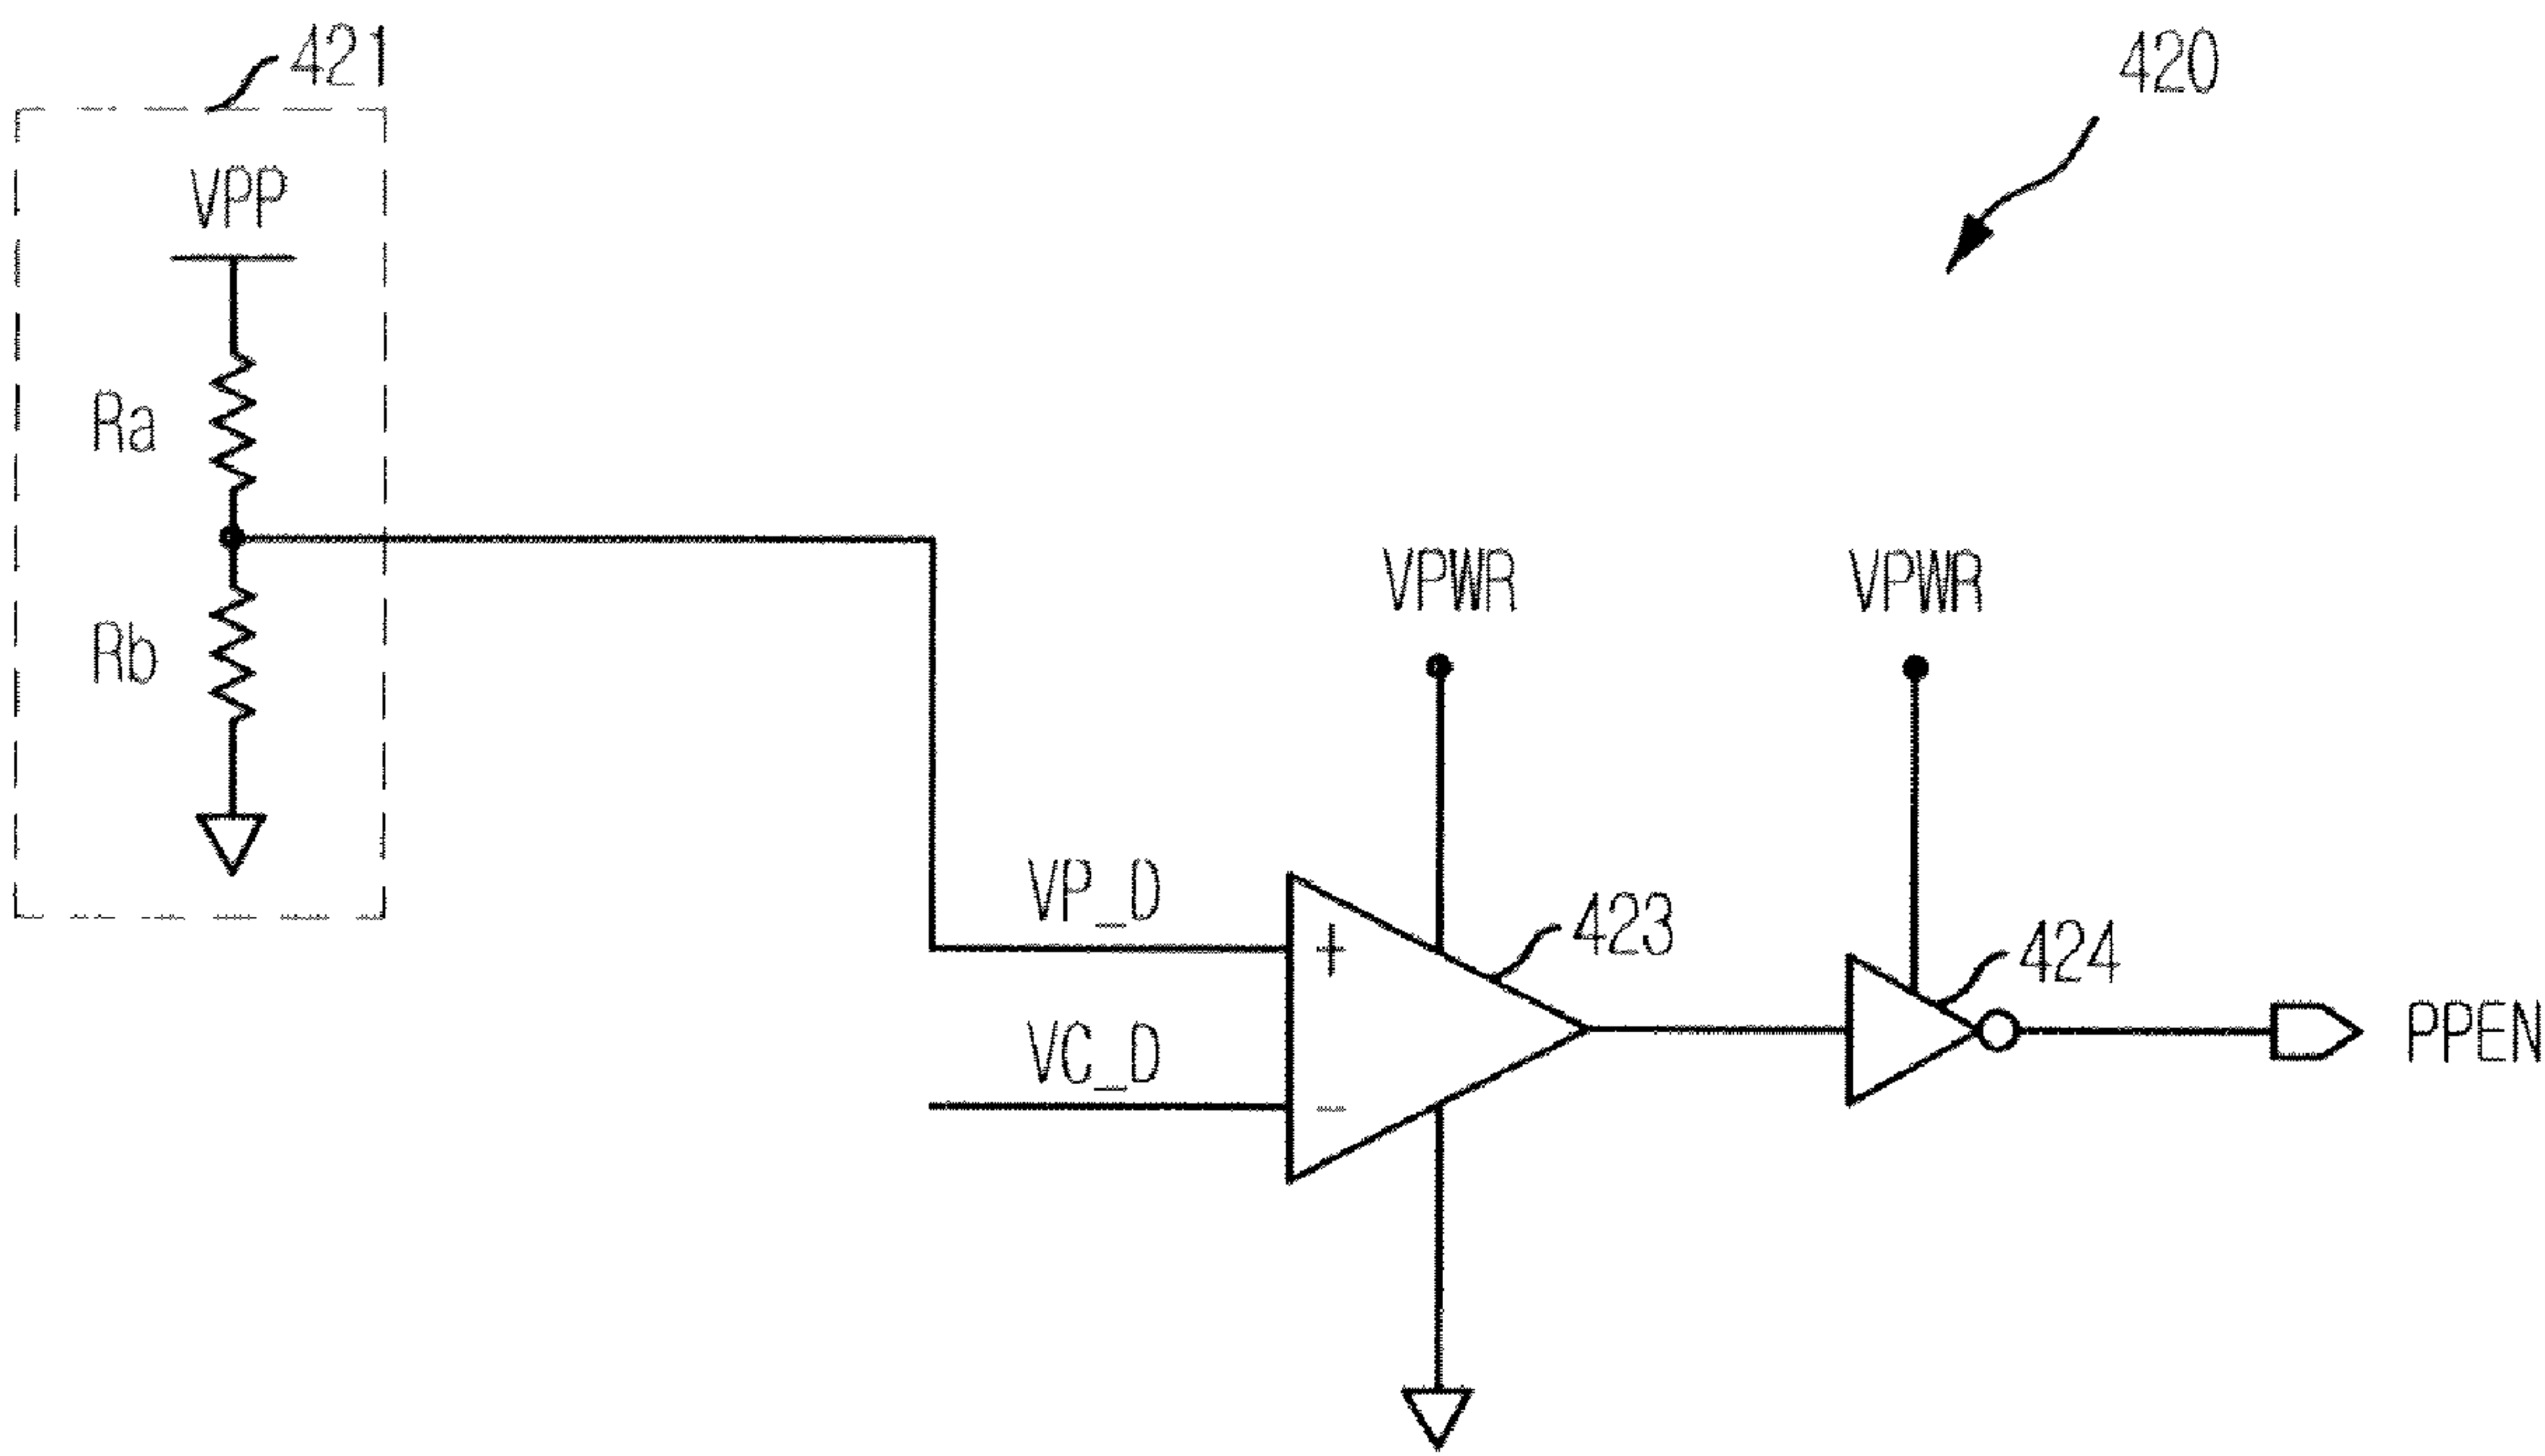 421
420
VPP
Ra
Rb
VPWR
VPWR
VP_D
423
424
+
VC_D
-
PPEN